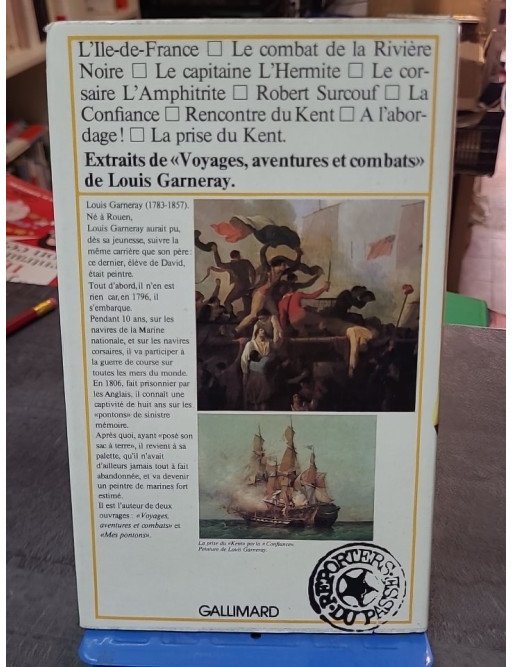 L'Ile-de-France □ Le combat de la Rivière
Noire □ Le capitaine L'Hermite □ Le cor-
saire L'Amphitrite □ Robert Surcouf □ La
Confiance □ Rencontre du Kent □ A l'abor-
dage! □ La prise du Kent.
Extraits de «Voyages, aventures et combats»
de Louis Garneray.
Louis Garneray (1783-1857).
Né à Rouen,
Louis Garneray aurait pu,
dès sa jeunesse, suivre la
même carrière que son père:
ce dernier, élève de David,
était peintre.
Tout d'abord, il n'en est
rien car, en 1796, il
s'embarque.
Pendant 10 ans, sur les
navires de la Marine
nationale, et sur les navires
corsaires, il va participer à
la guerre de course sur
toutes les mers du monde.
En 1806, fait prisonnier par
les Anglais, il connaît une
captivité de huit ans sur les
«pontons» de sinistre
mémoire.
Après quoi, ayant «posé son
sac à terre», il revient à sa
palette, qu'il n'avait
d'ailleurs jamais tout à fait
abandonnée, et va devenir
un peintre de marines fort
estimé.
Il est l'auteur de deux
ouvrages: «Voyages,
aventures et combats» et
«Mes pontons».
La prise du «Kent» par la «Confiance»
Peinture de Louis Garneray.
REPORTERS
DU PASSÉ
GALLIMARD